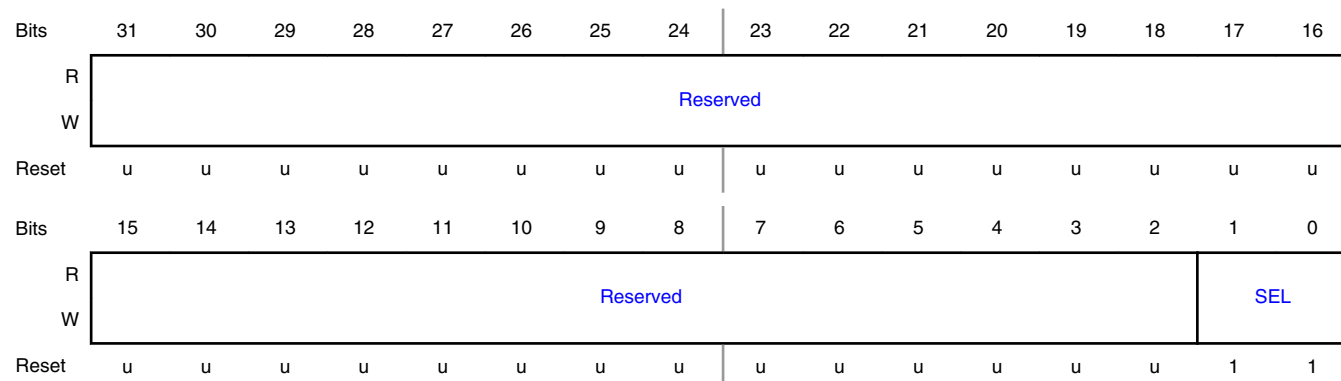 Bits 31 30 29 28 27 26 25 24 23 22 21 20 19 18 17 16
R
Reserved
W
Reset u u u u u u u u u u u u u u u u
Bits 15 14 13 12 11 10 9 8 7 6 5 4 3 2 1 0
R
Reserved SEL
W
Reset u u u u u u u u u u u u u u 1 1